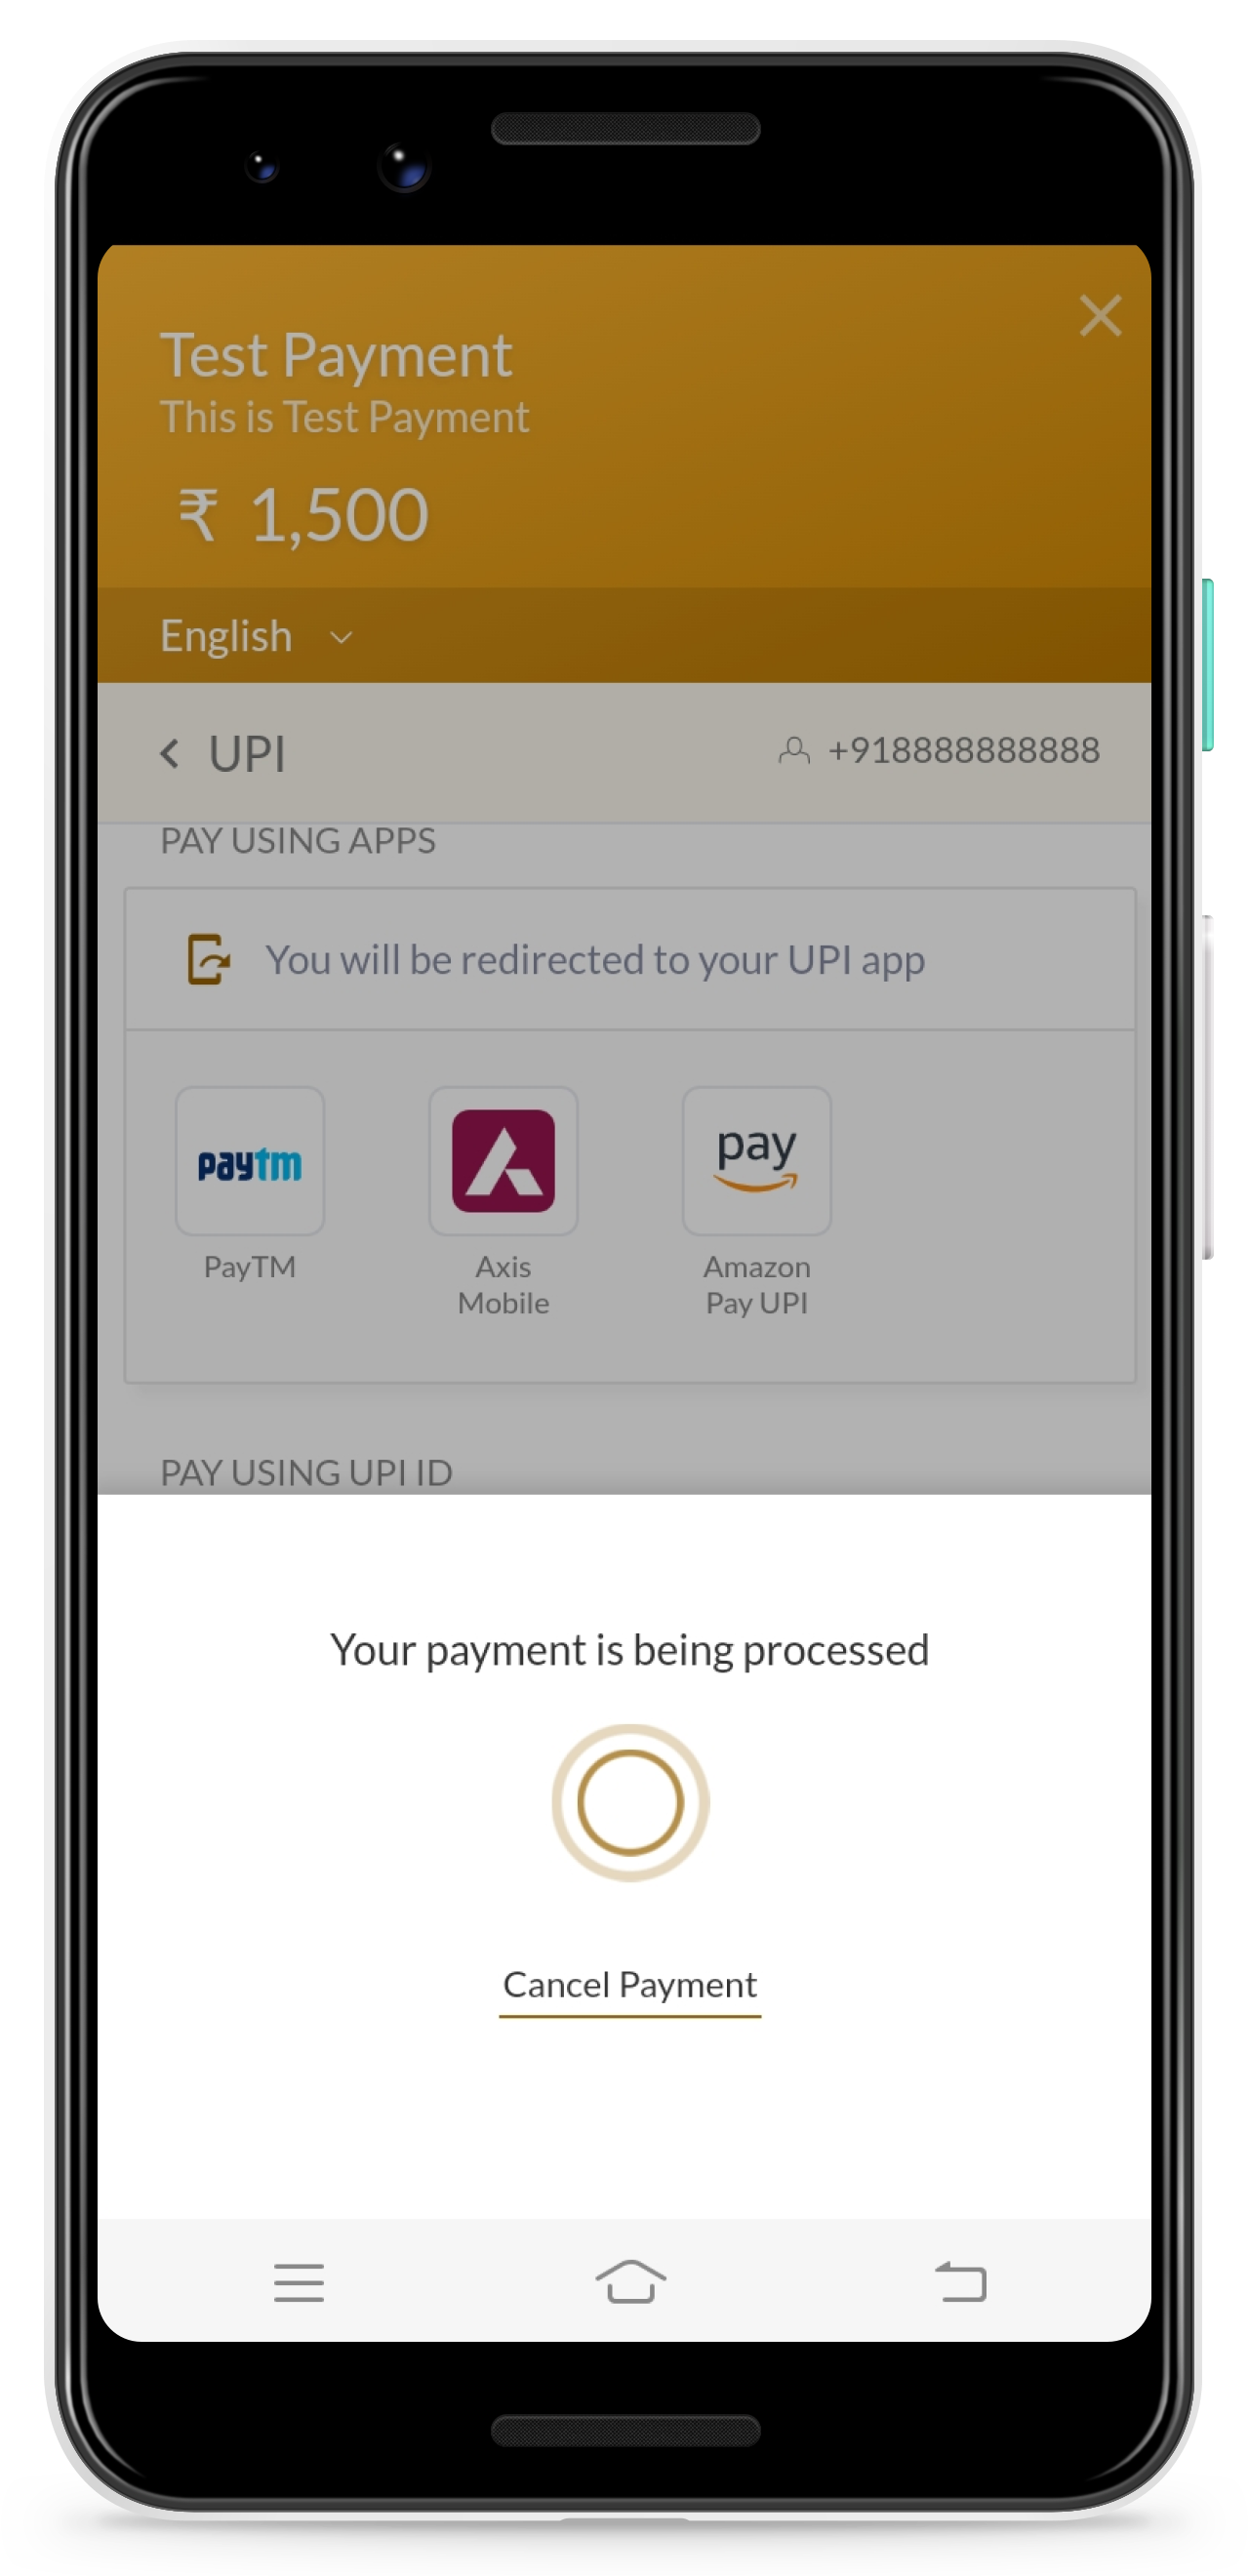 Test Payment
This is Test Payment
₹ 1,500
English
UPI
+918888888888
PAY USING APPS
You will be redirected to your UPI app
paytm
pay
PayTM
Axis
Mobile
Amazon
Pay UPI
PAY USING UPI ID
Your payment is being processed
Cancel Payment